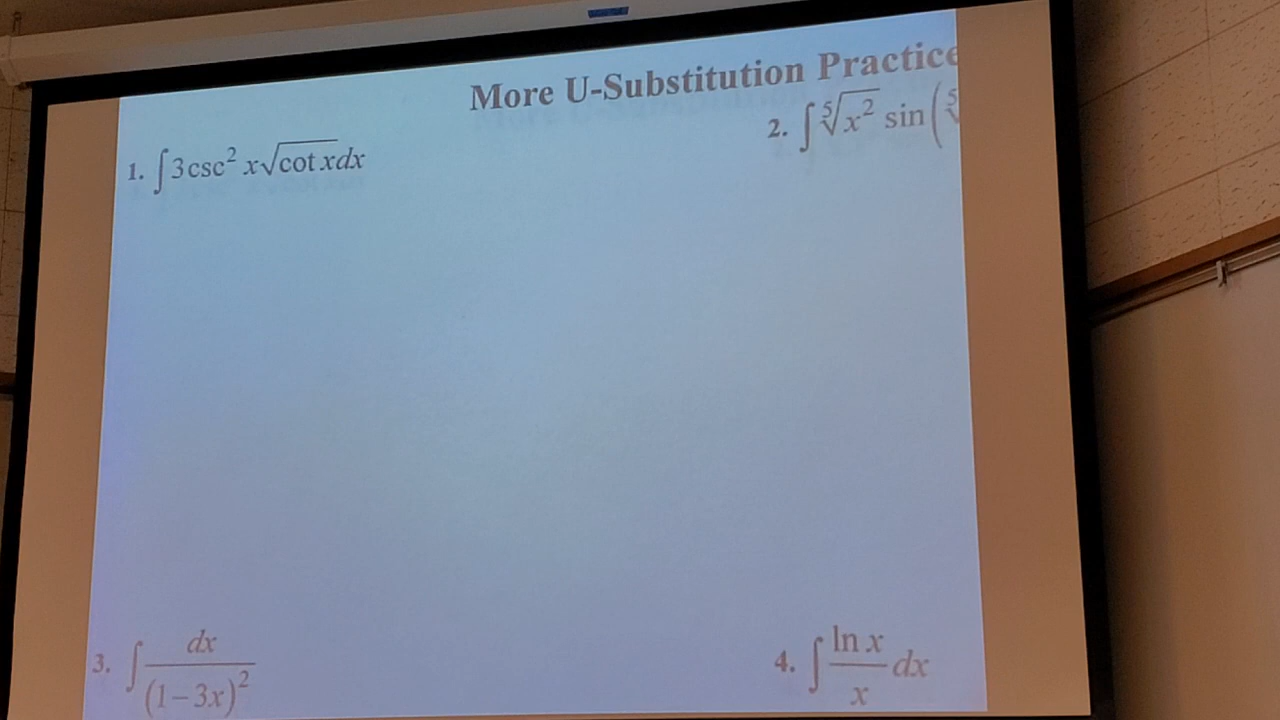 More U-Substitution Practice
1. ∫ 3csc² x√(cot x)dx
2. ∫ ⁵√(x²) sin(
3. ∫ dx/(1−3x)²
4. ∫ (ln x)/x dx